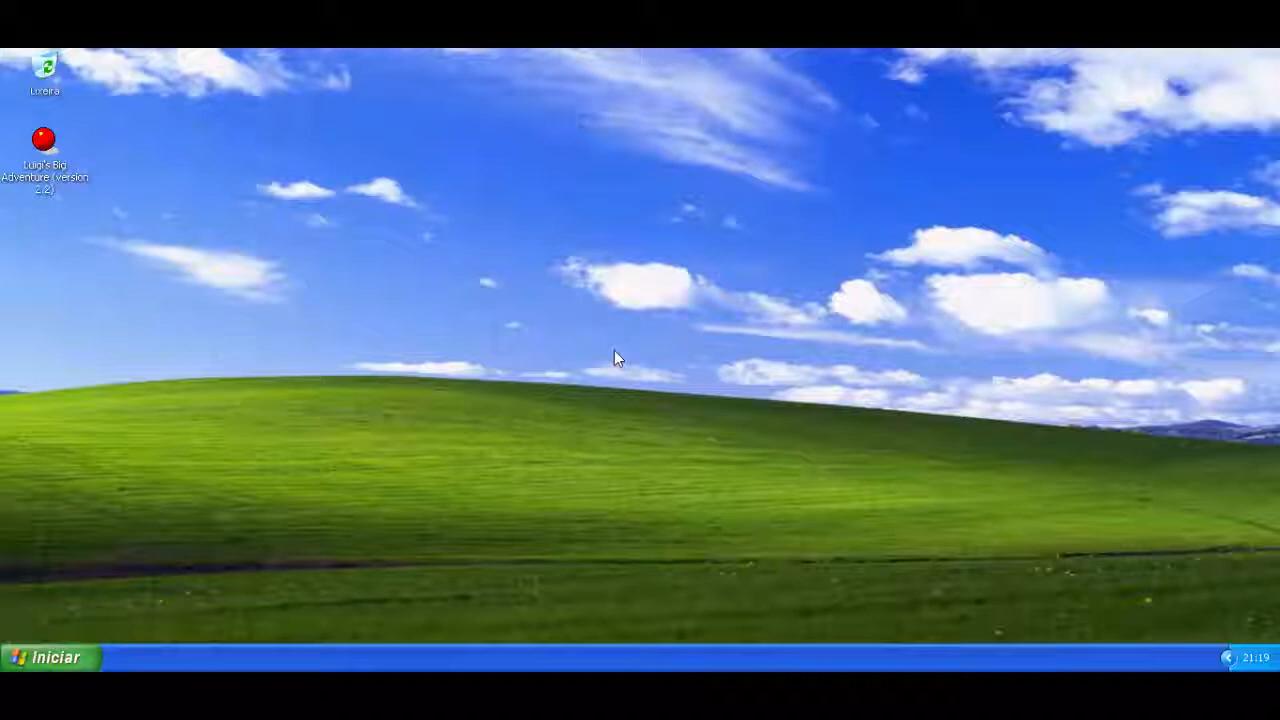 Lixeira
Luigi's Big
Adventure (version
2.2)
Iniciar
21:19